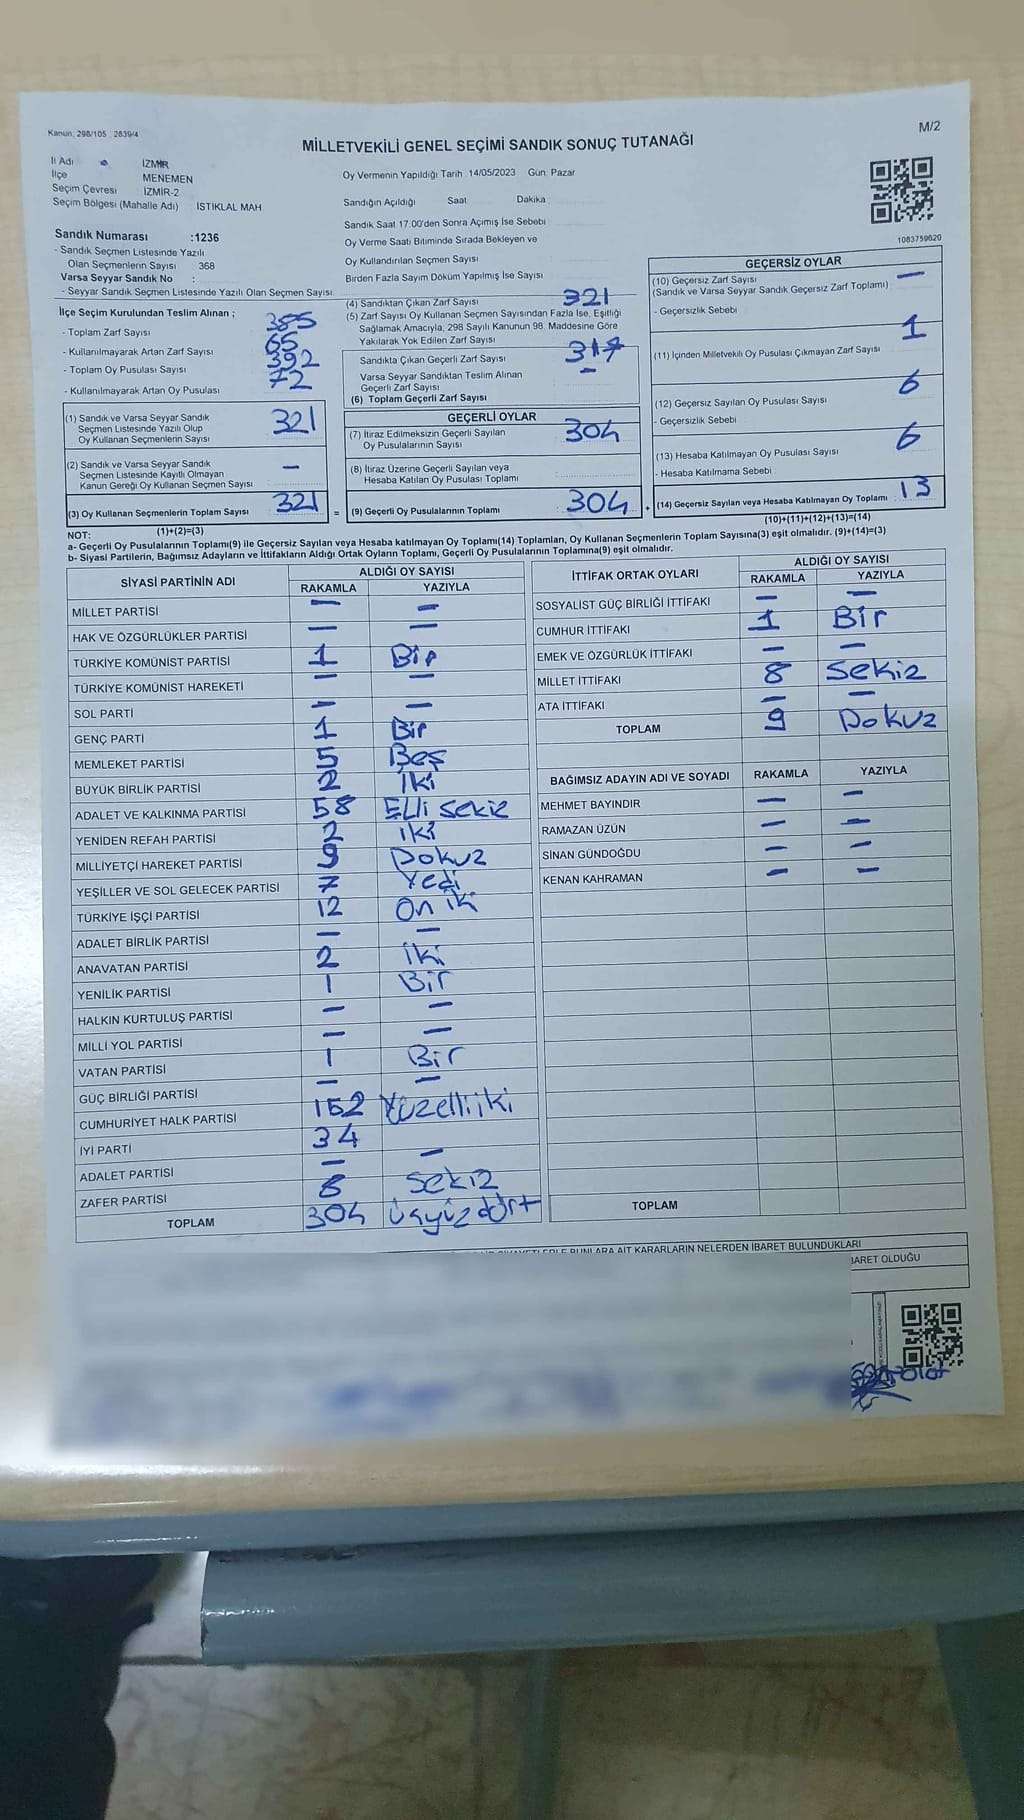 Kanun: 298/105 , 2839/4
M/2
MİLLETVEKİLİ GENEL SEÇİMİ SANDIK SONUÇ TUTANAĞI
İl Adı İZMİR
İlçe MENEMEN
Seçim Çevresi İZMİR-2
Seçim Bölgesi (Mahalle Adı) İSTİKLAL MAH
Sandık Numarası :1236
- Sandık Seçmen Listesinde Yazılı
Olan Seçmenlerin Sayısı : 368
Varsa Seyyar Sandık No :
- Seyyar Sandık Seçmen Listesinde Yazılı Olan Seçmen Sayısı:
İlçe Seçim Kurulundan Teslim Alınan ;
- Toplam Zarf Sayısı 385
- Kullanılmayarak Artan Zarf Sayısı 65
- Toplam Oy Pusulası Sayısı 392
- Kullanılmayarak Artan Oy Pusulası 72
(1) Sandık ve Varsa Seyyar Sandık
Seçmen Listesinde Yazılı Olup
Oy Kullanan Seçmenlerin Sayısı 321
(2) Sandık ve Varsa Seyyar Sandık
Seçmen Listesinde Kayıtlı Olmayan
Kanun Gereği Oy Kullanan Seçmen Sayısı : —
(3) Oy Kullanan Seçmenlerin Toplam Sayısı 321 =
(1)+(2)=(3)
Oy Vermenin Yapıldığı Tarih :14/05/2023 Gün: Pazar
Sandığın Açıldığı Saat Dakika :
Sandık Saat 17:00'den Sonra Açımış İse Sebebi :
Oy Verme Saati Bitiminde Sırada Bekleyen ve
Oy Kullandırılan Seçmen Sayısı :
Birden Fazla Sayım Döküm Yapılmış İse Sayısı :
(4) Sandıktan Çıkan Zarf Sayısı 321
(5) Zarf Sayısı Oy Kullanan Seçmen Sayısından Fazla İse, Eşitliği
Sağlamak Amacıyla, 298 Sayılı Kanunun 98. Maddesine Göre
Yakılarak Yok Edilen Zarf Sayısı
Sandıkta Çıkan Geçerli Zarf Sayısı 317
Varsa Seyyar Sandıktan Teslim Alınan
Geçerli Zarf Sayısı —
(6) Toplam Geçerli Zarf Sayısı
GEÇERLİ OYLAR
(7) İtiraz Edilmeksizin Geçerli Sayılan
Oy Pusulalarının Sayısı 304
(8) İtiraz Üzerine Geçerli Sayılan veya
Hesaba Katılan Oy Pusulası Toplamı
(9) Geçerli Oy Pusulalarının Toplamı 304 +
1083759820
GEÇERSİZ OYLAR
(10) Geçersiz Zarf Sayısı —
(Sandık ve Varsa Seyyar Sandık Geçersiz Zarf Toplamı) :
- Geçersizlik Sebebi :
(11) İçinden Milletvekili Oy Pusulası Çıkmayan Zarf Sayısı 1
(12) Geçersiz Sayılan Oy Pusulası Sayısı 6
- Geçersizlik Sebebi :
(13) Hesaba Katılmayan Oy Pusulası Sayısı 6
- Hesaba Katılmama Sebebi :
(14) Geçersiz Sayılan veya Hesaba Katılmayan Oy Toplamı 13
(10)+(11)+(12)+(13)=(14)
NOT:
a- Geçerli Oy Pusulalarının Toplamı(9) ile Geçersiz Sayılan veya Hesaba katılmayan Oy Toplamı(14) Toplamları, Oy Kullanan Seçmenlerin Toplam Sayısına(3) eşit olmalıdır. (9)+(14)=(3)
b- Siyasi Partilerin, Bağımsız Adayların ve İttifakların Aldığı Ortak Oyların Toplamı, Geçerli Oy Pusulalarının Toplamına(9) eşit olmalıdır.
SİYASİ PARTİNİN ADI ALDIĞI OY SAYISI
RAKAMLA YAZIYLA
MİLLET PARTİSİ — —
HAK VE ÖZGÜRLÜKLER PARTİSİ — —
TÜRKİYE KOMÜNİST PARTİSİ 1 Bir
TÜRKİYE KOMÜNİST HAREKETİ — —
SOL PARTİ — —
GENÇ PARTİ 1 Bir
MEMLEKET PARTİSİ 5 Beş
BÜYÜK BİRLİK PARTİSİ 2 İki
ADALET VE KALKINMA PARTİSİ 58 Elli sekiz
YENİDEN REFAH PARTİSİ 2 iki
MİLLİYETÇİ HAREKET PARTİSİ 9 Dokuz
YEŞİLLER VE SOL GELECEK PARTİSİ 7 Yedi
TÜRKİYE İŞÇİ PARTİSİ 12 On iki
ADALET BİRLİK PARTİSİ — —
ANAVATAN PARTİSİ 2 İki
YENİLİK PARTİSİ 1 Bir
HALKIN KURTULUŞ PARTİSİ — —
MİLLİ YOL PARTİSİ — —
VATAN PARTİSİ 1 Bir
GÜÇ BİRLİĞİ PARTİSİ — —
CUMHURİYET HALK PARTİSİ 152 Yüzelliiki
İYİ PARTİ 34
ADALET PARTİSİ — —
ZAFER PARTİSİ 8 Sekiz
TOPLAM 304 üçyüzdört
İTTİFAK ORTAK OYLARI ALDIĞI OY SAYISI
RAKAMLA YAZIYLA
SOSYALİST GÜÇ BİRLİĞİ İTTİFAKI — —
CUMHUR İTTİFAKI 1 Bir
EMEK VE ÖZGÜRLÜK İTTİFAKI — —
MİLLET İTTİFAKI 8 Sekiz
ATA İTTİFAKI — —
TOPLAM 9 Dokuz
BAĞIMSIZ ADAYIN ADI VE SOYADI RAKAMLA YAZIYLA
MEHMET BAYINDIR — —
RAMAZAN ÜZÜN — —
SİNAN GÜNDOĞDU — —
KENAN KAHRAMAN — —
TOPLAM
BUNLARA AİT KARARLARIN NELERDEN İBARET BULUNDUKLARI
İBARET OLDUĞU